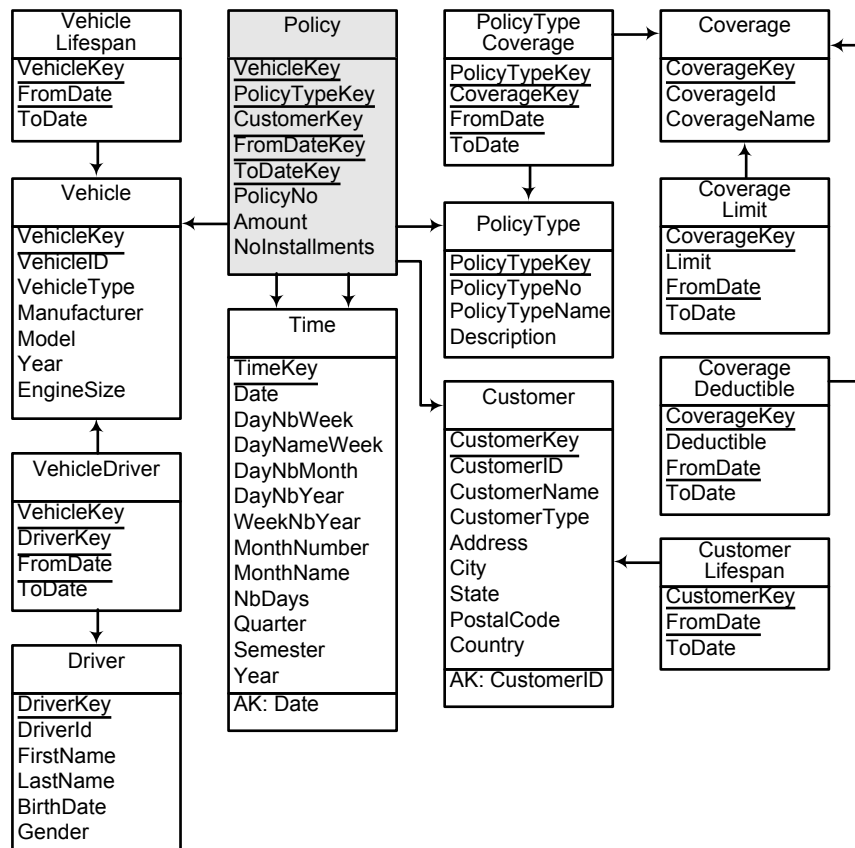 Vehicle
Lifespan
VehicleKey
FromDate
ToDate
Vehicle
VehicleKey
VehicleID
VehicleType
Manufacturer
Model
Year
EngineSize
VehicleDriver
VehicleKey
DriverKey
FromDate
ToDate
Driver
DriverKey
DriverId
FirstName
LastName
BirthDate
Gender
Policy
VehicleKey
PolicyTypeKey
CustomerKey
FromDateKey
ToDateKey
PolicyNo
Amount
NoInstallments
Time
TimeKey
Date
DayNbWeek
DayNameWeek
DayNbMonth
DayNbYear
WeekNbYear
MonthNumber
MonthName
NbDays
Quarter
Semester
Year
AK: Date
PolicyType
Coverage
PolicyTypeKey
CoverageKey
FromDate
ToDate
PolicyType
PolicyTypeKey
PolicyTypeNo
PolicyTypeName
Description
Customer
CustomerKey
CustomerID
CustomerName
CustomerType
Address
City
State
PostalCode
Country
AK: CustomerID
Coverage
CoverageKey
CoverageId
CoverageName
Coverage
Limit
CoverageKey
Limit
FromDate
ToDate
Coverage
Deductible
CoverageKey
Deductible
FromDate
ToDate
Customer
Lifespan
CustomerKey
FromDate
ToDate